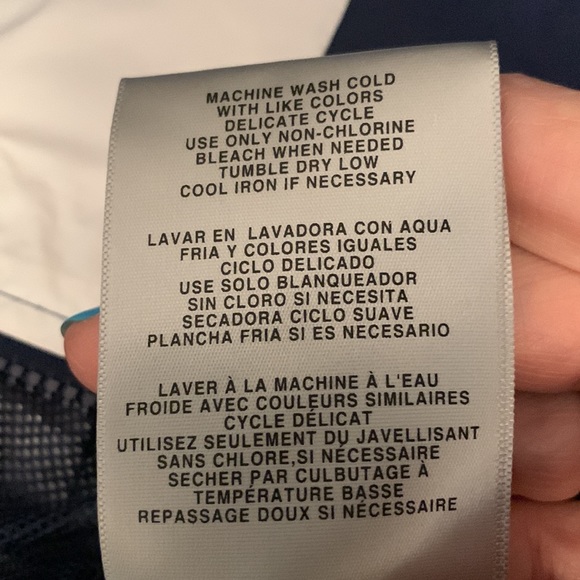 MACHINE WASH COLD
WITH LIKE COLORS
DELICATE CYCLE
USE ONLY NON-CHLORINE
BLEACH WHEN NEEDED
TUMBLE DRY LOW
COOL IRON IF NECESSARY
LAVAR EN LAVADORA CON AQUA
FRIA Y COLORES IGUALES
CICLO DELICADO
USE SOLO BLANQUEADOR
SIN CLORO SI NECESITA
SECADORA CICLO SUAVE
PLANCHA FRIA SI ES NECESARIO
LAVER À LA MACHINE À L'EAU
FROIDE AVEC COULEURS SIMILAIRES
CYCLE DÉLICAT
UTILISEZ SEULEMENT DU JAVELLISANT
SANS CHLORE,SI NÉCESSAIRE
SECHER PAR CULBUTAGE À
TEMPÉRATURE BASSE
REPASSAGE DOUX SI NÉCESSAIRE